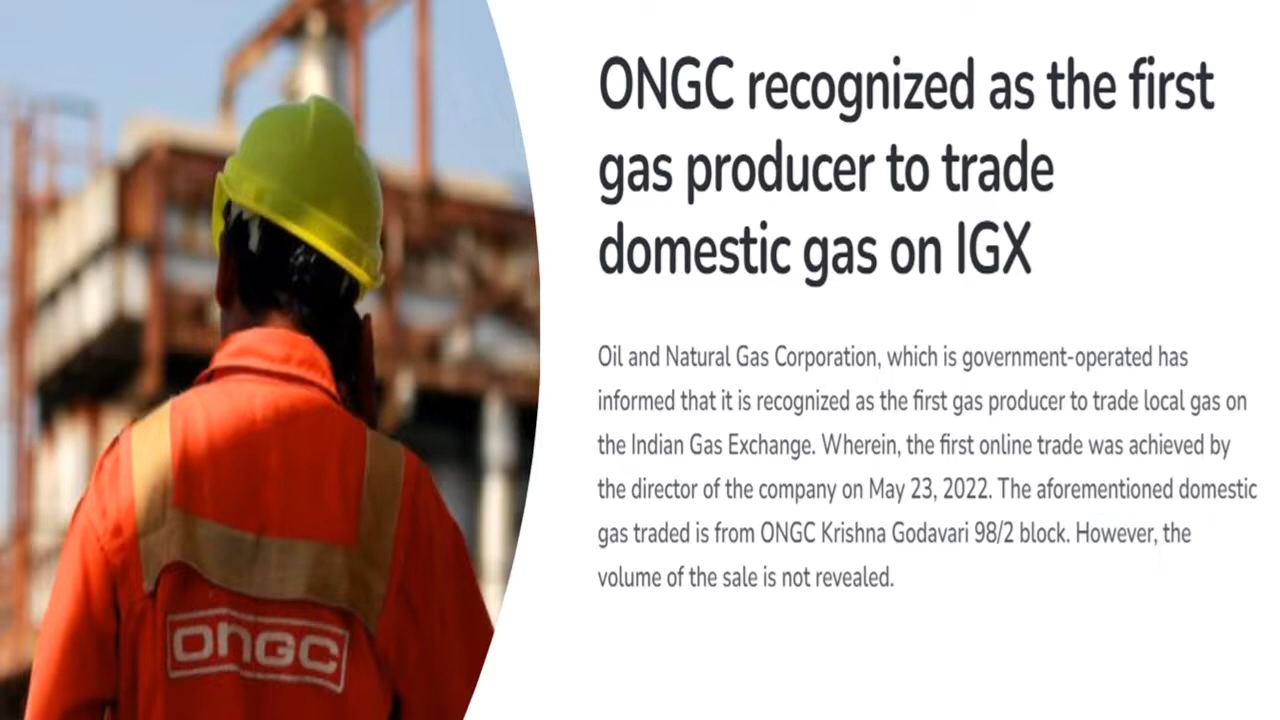 ONGC recognized as the first
gas producer to trade
domestic gas on IGX
Oil and Natural Gas Corporation, which is government-operated has
informed that it is recognized as the first gas producer to trade local gas on
the Indian Gas Exchange. Wherein, the first online trade was achieved by
the director of the company on May 23, 2022. The aforementioned domestic
gas traded is from ONGC Krishna Godavari 98/2 block. However, the
volume of the sale is not revealed.
ONGC